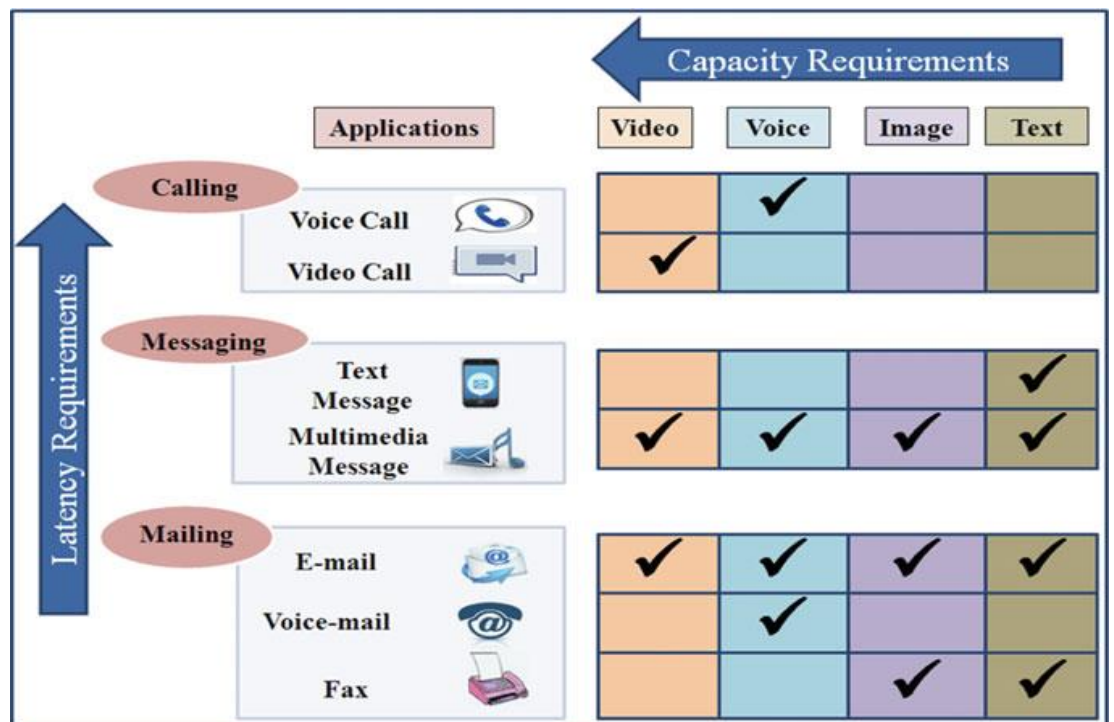 Capacity Requirements
Applications
Video
Voice
Image
Text
Calling
Voice Call
Video Call
Messaging
Text
Message
Multimedia
Message
Mailing
E-mail
Voice-mail
Fax
Latency Requirements